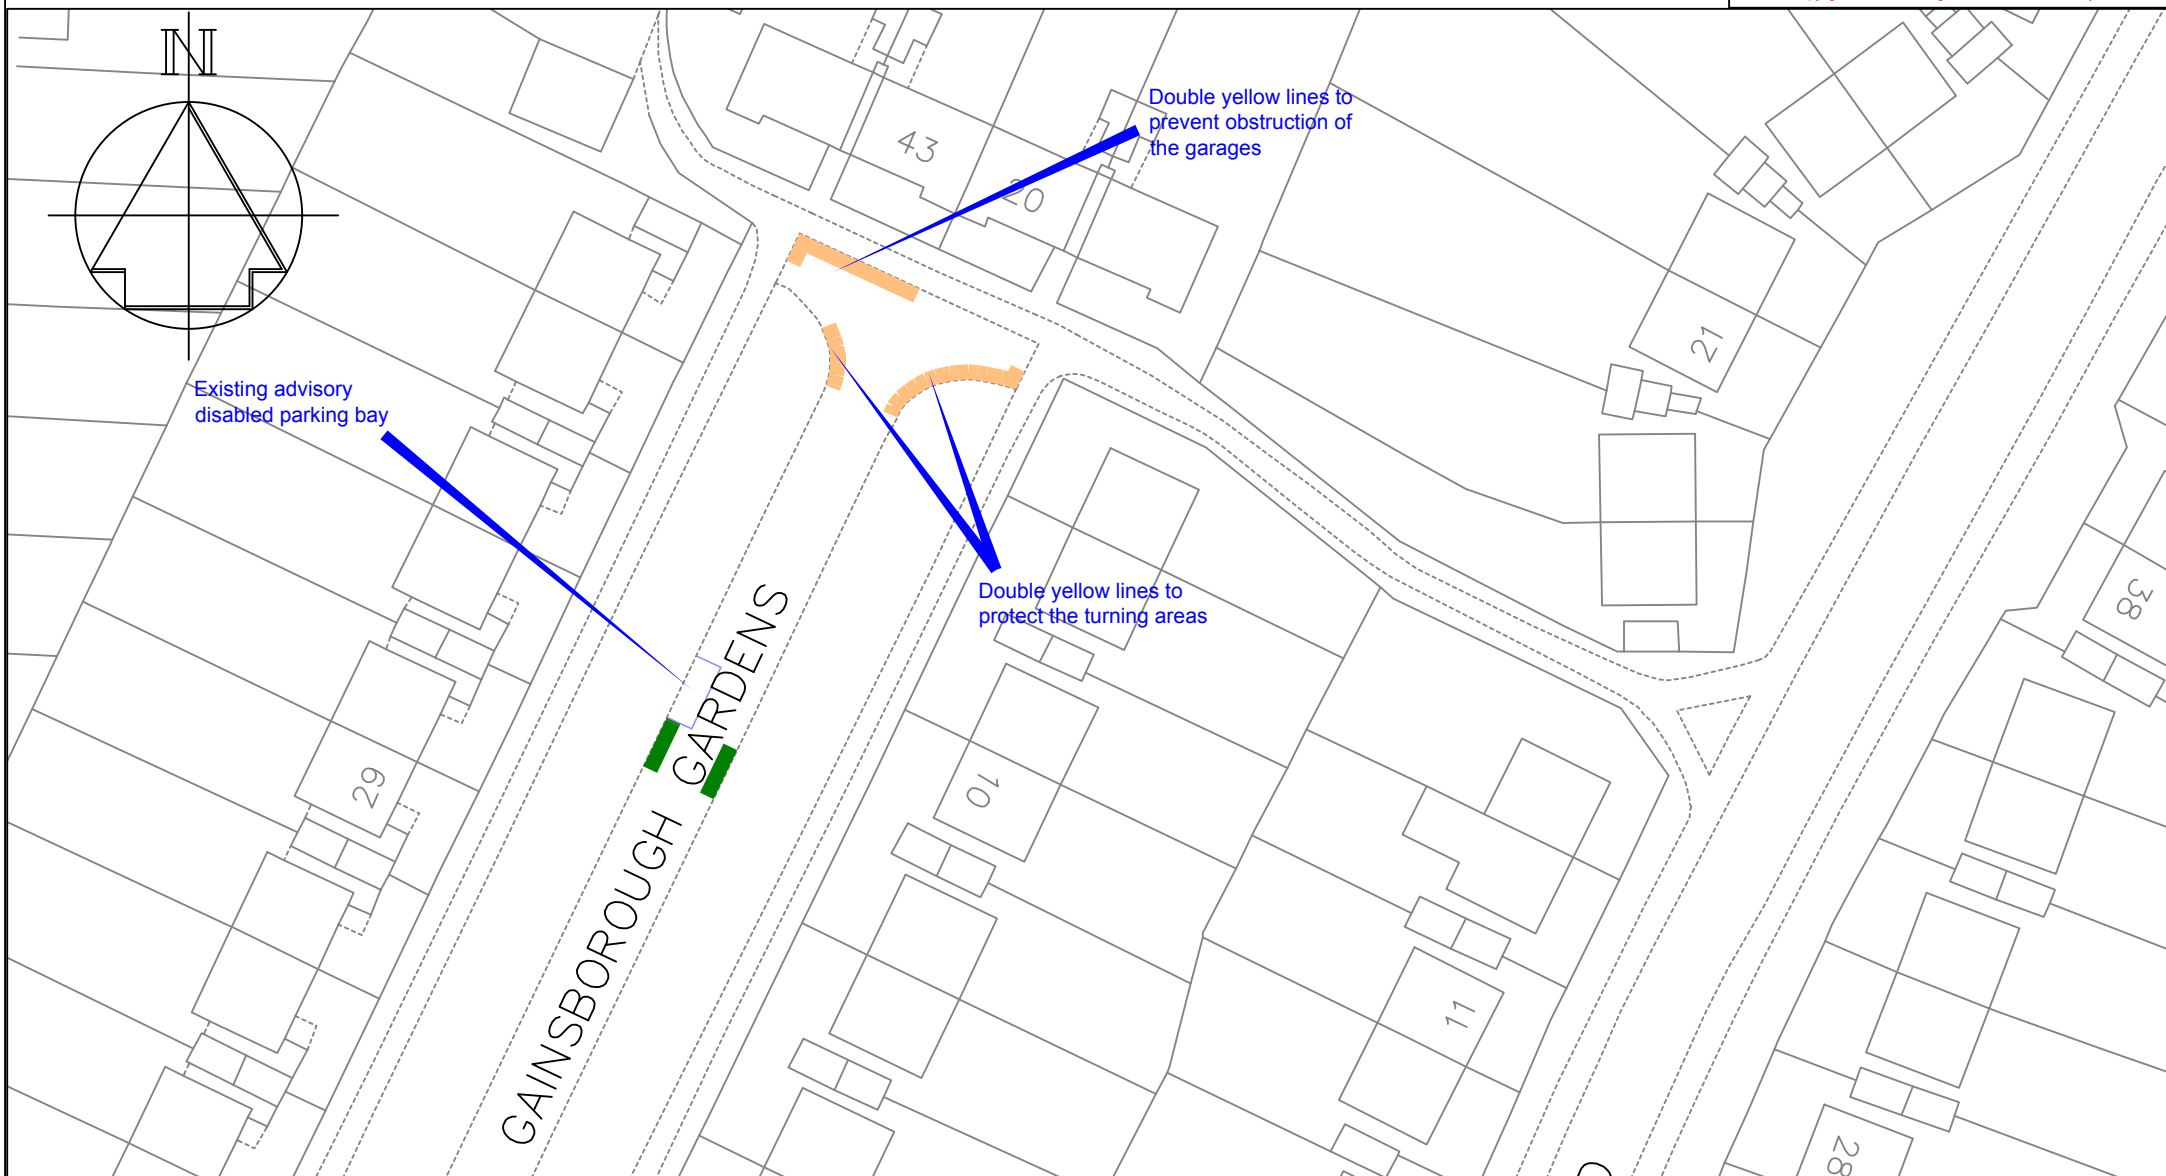 N
Double yellow lines to
prevent obstruction of
the garages
43
20
21
Existing advisory
disabled parking bay
Double yellow lines to
protect the turning areas
38
29
10
GAINSBOROUGH GARDENS
11
28